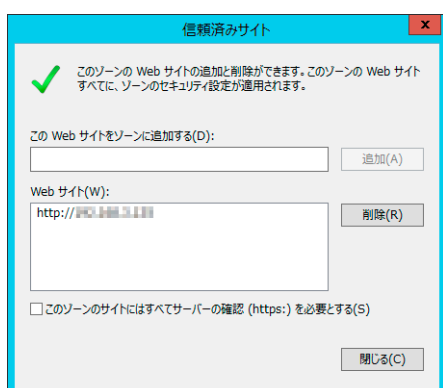 信頼済みサイト
x
このゾーンの Web サイトの追加と削除ができます。このゾーンの Web サイト
すべてに、ゾーンのセキュリティ設定が適用されます。
この Web サイトをゾーンに追加する(D):
追加(A)
Web サイト(W):
http://
削除(R)
このゾーンのサイトにはすべてサーバーの確認 (https:) を必要とする(S)
閉じる(C)